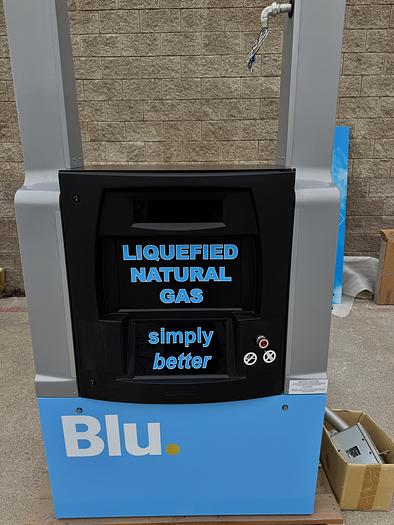 LIQUEFIED
NATURAL
GAS
simply
better
Blu.